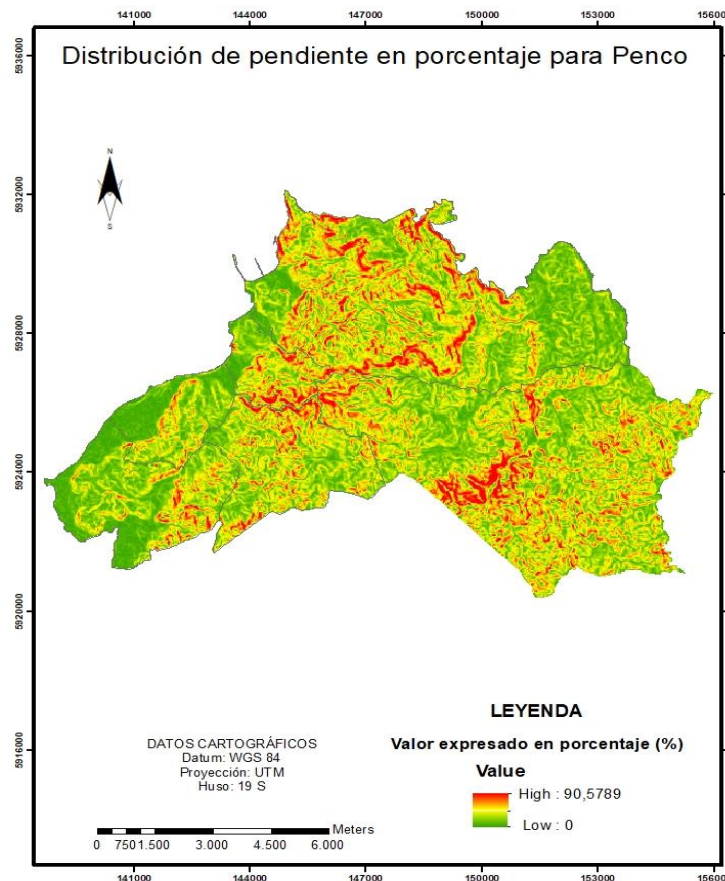 141000 144000 147000 150000 153000 156000
Distribución de pendiente en porcentaje para Penco
5936000
N
S
5932000
5928000
5924000
5920000
5916000
LEYENDA
Valor expresado en porcentaje (%)
Value
High : 90,5789
Low : 0
DATOS CARTOGRÁFICOS
Datum: WGS 84
Proyección: UTM
Huso: 19 S
Meters
0 750 1.500 3.000 4.500 6.000
141000 144000 147000 150000 153000 156000